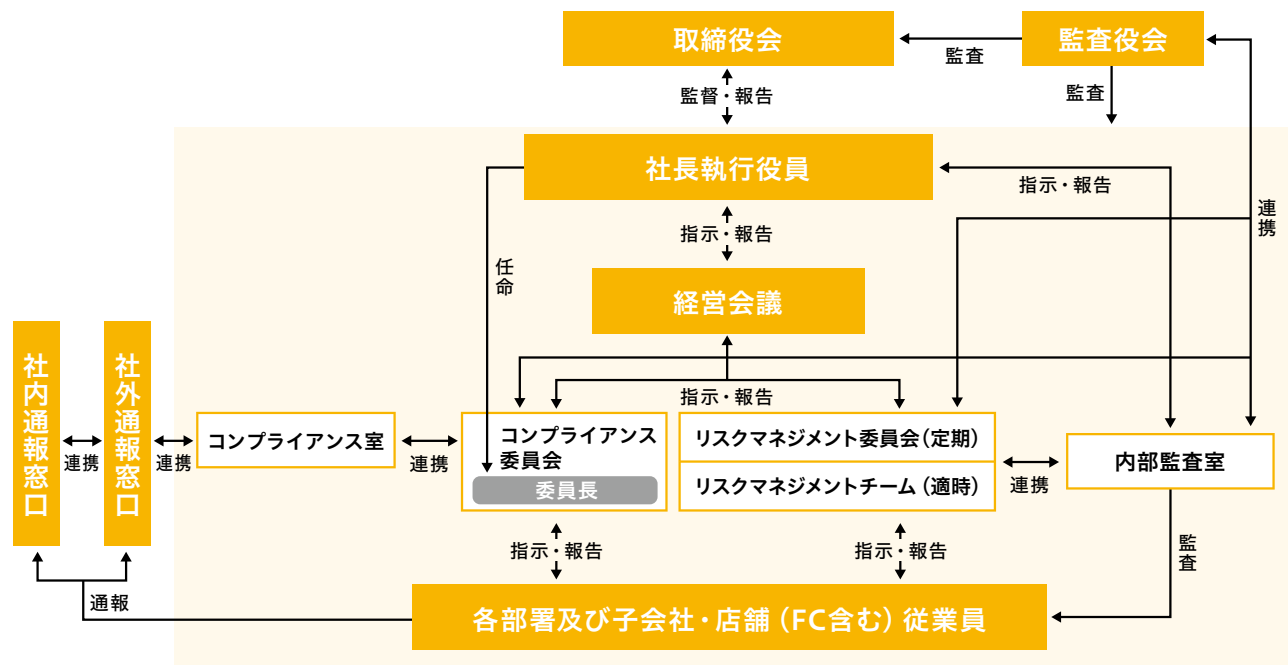 取締役会
監査
監査役会
監督・報告
監査
社長執行役員
指示・報告
連携
指示・報告
任命
経営会議
指示・報告
社内通報窓口
連携
社外通報窓口
連携
コンプライアンス室
連携
コンプライアンス
委員会
委員長
リスクマネジメント委員会（定期）
リスクマネジメントチーム（適時）
連携
内部監査室
指示・報告
指示・報告
監査
通報
各部署及び子会社・店舗（FC含む）従業員